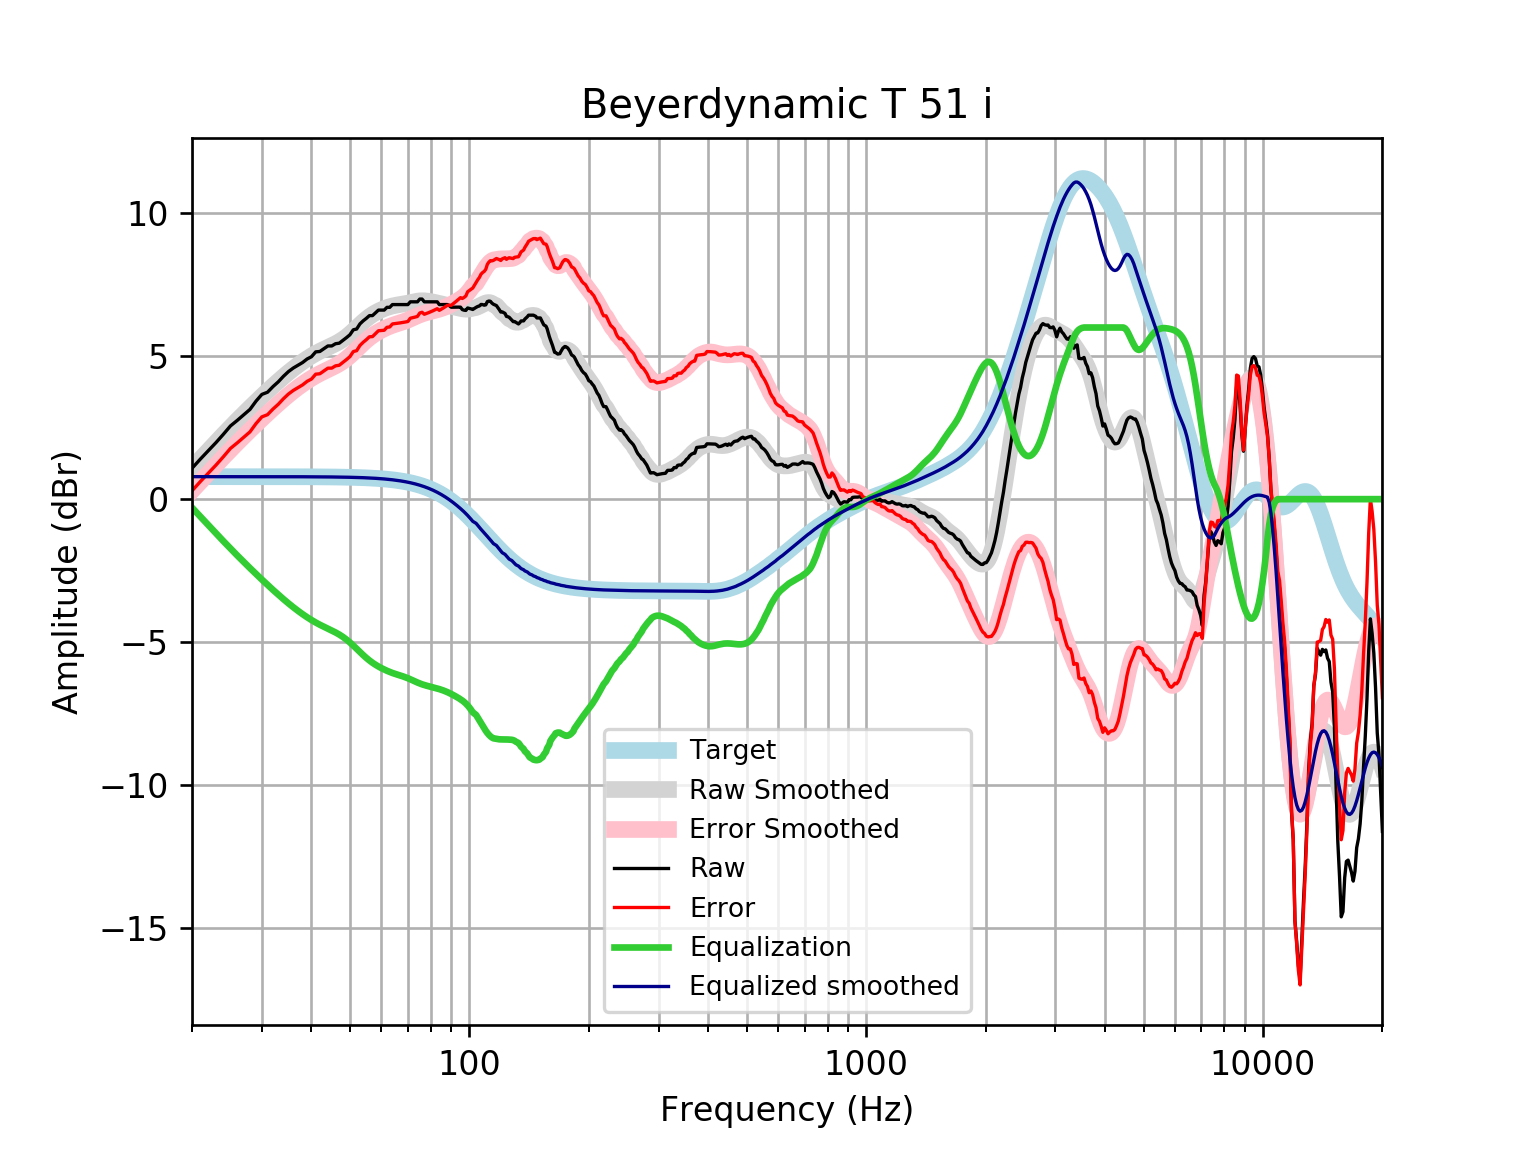 Beyerdynamic T 51 i
Amplitude (dBr)
10
5
0
−5
−10
−15
Target
Raw Smoothed
Error Smoothed
Raw
Error
Equalization
Equalized smoothed
100 1000 10000
Frequency (Hz)